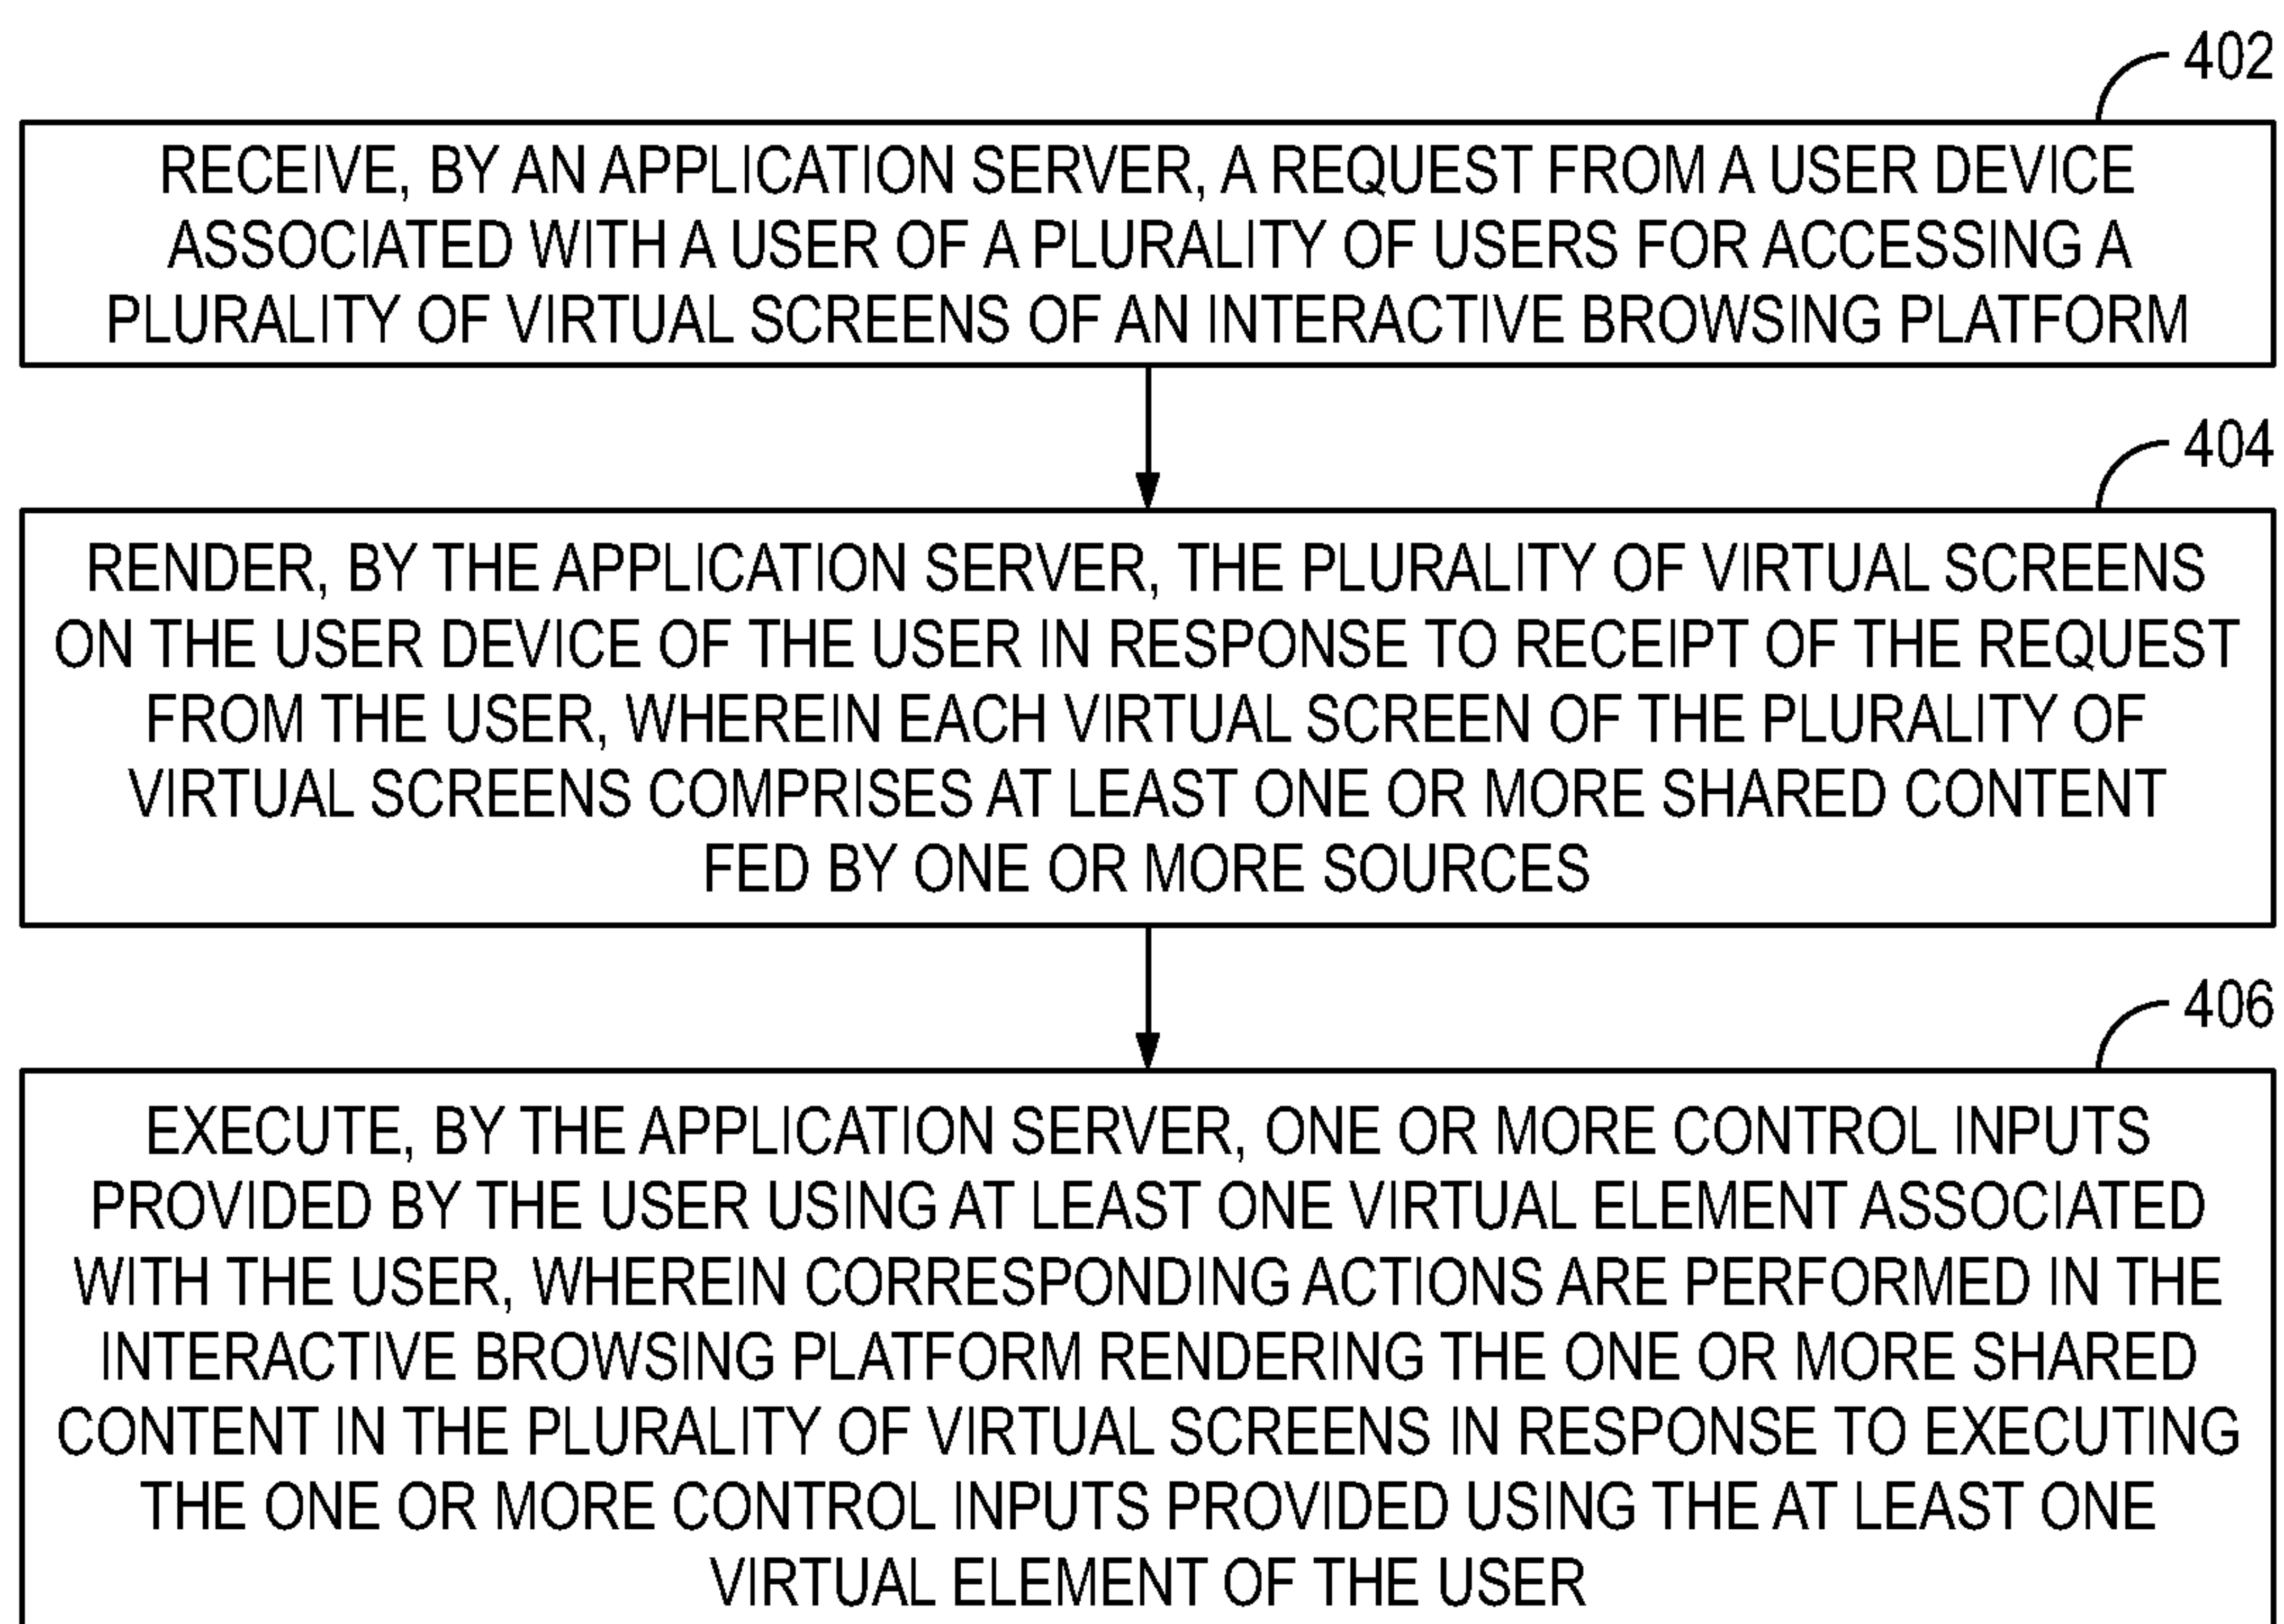 402
RECEIVE, BY AN APPLICATION SERVER, A REQUEST FROM A USER DEVICE
ASSOCIATED WITH A USER OF A PLURALITY OF USERS FOR ACCESSING A
PLURALITY OF VIRTUAL SCREENS OF AN INTERACTIVE BROWSING PLATFORM
404
RENDER, BY THE APPLICATION SERVER, THE PLURALITY OF VIRTUAL SCREENS
ON THE USER DEVICE OF THE USER IN RESPONSE TO RECEIPT OF THE REQUEST
FROM THE USER, WHEREIN EACH VIRTUAL SCREEN OF THE PLURALITY OF
VIRTUAL SCREENS COMPRISES AT LEAST ONE OR MORE SHARED CONTENT
FED BY ONE OR MORE SOURCES
406
EXECUTE, BY THE APPLICATION SERVER, ONE OR MORE CONTROL INPUTS
PROVIDED BY THE USER USING AT LEAST ONE VIRTUAL ELEMENT ASSOCIATED
WITH THE USER, WHEREIN CORRESPONDING ACTIONS ARE PERFORMED IN THE
INTERACTIVE BROWSING PLATFORM RENDERING THE ONE OR MORE SHARED
CONTENT IN THE PLURALITY OF VIRTUAL SCREENS IN RESPONSE TO EXECUTING
THE ONE OR MORE CONTROL INPUTS PROVIDED USING THE AT LEAST ONE
VIRTUAL ELEMENT OF THE USER